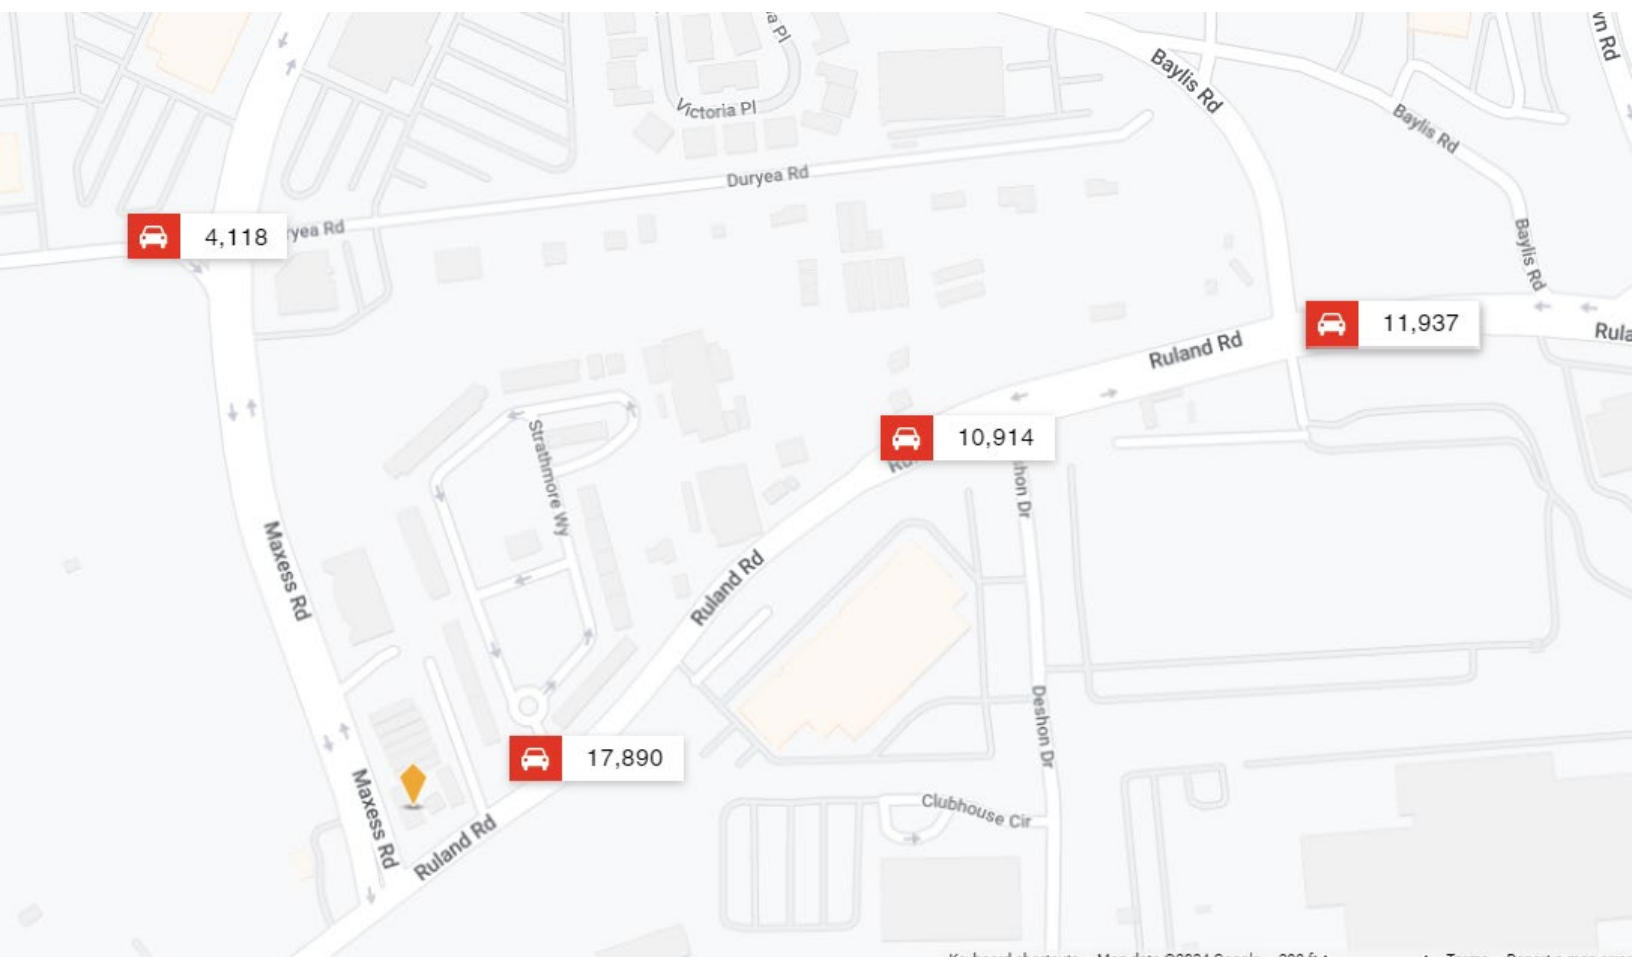 Victoria Pl
Baylis Rd
Baylis Rd
Duryea Rd
4,118
yea Rd
Baylis Rd
11,937
Ruland Rd
10,914
Strathmore Wy
Maxess Rd
Ruland Rd
Deshon Dr
17,890
Maxess Rd
Ruland Rd
Clubhouse Cir